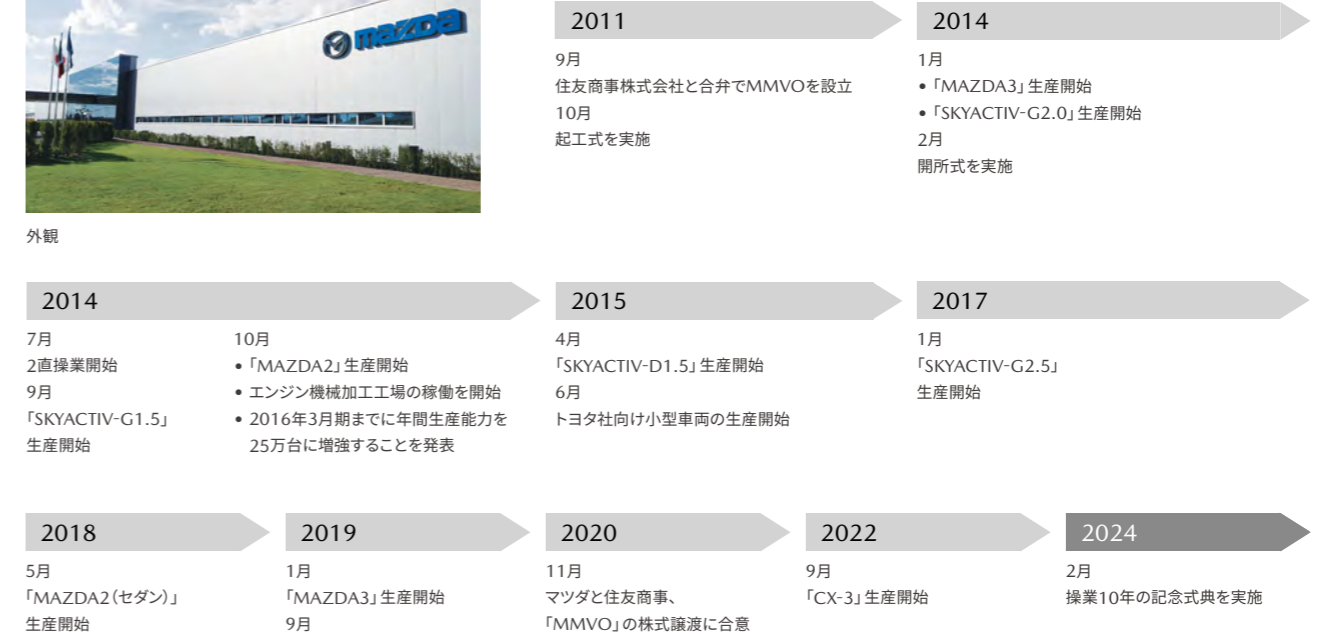 mazda
外観
2011
9月
住友商事株式会社と合弁でMMVOを設立
10月
起工式を実施
2014
1月
•「MAZDA3」生産開始
•「SKYACTIV-G2.0」生産開始
2月
開所式を実施
2014
7月
2直操業開始
9月
「SKYACTIV-G1.5」
生産開始
10月
•「MAZDA2」生産開始
• エンジン機械加工工場の稼働を開始
• 2016年3月期までに年間生産能力を
25万台に増強することを発表
2015
4月
「SKYACTIV-D1.5」生産開始
6月
トヨタ社向け小型車両の生産開始
2017
1月
「SKYACTIV-G2.5」
生産開始
2018
5月
「MAZDA2（セダン）」
生産開始
2019
1月
「MAZDA3」生産開始
9月
2020
11月
マツダと住友商事、
「MMVO」の株式譲渡に合意
2022
9月
「CX-3」生産開始
2024
2月
操業10年の記念式典を実施